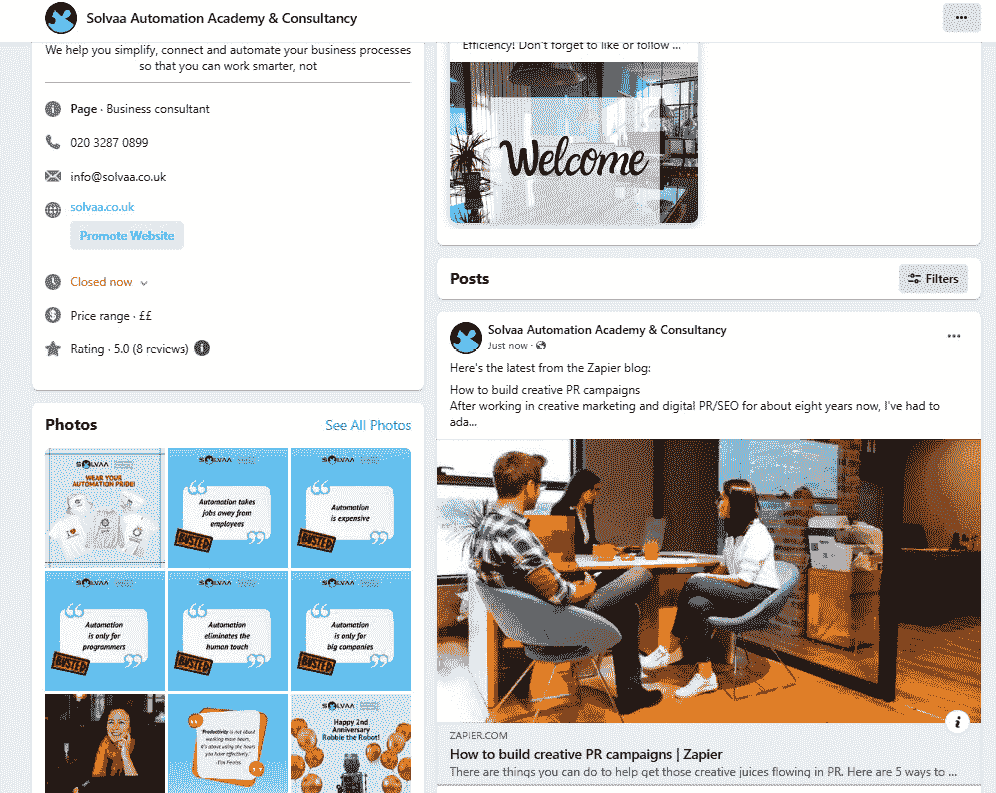 Solvaa Automation Academy & Consultancy
We help you simplify, connect and automate your business processes
so that you can work smarter, not
Page · Business consultant
020 3287 0899
info@solvaa.co.uk
solvaa.co.uk
Promote Website
Closed now
Price range · ££
Rating · 5.0 (8 reviews)
Photos
See All Photos
SOLVAA
WEAR YOUR
AUTOMATION PRIDE!
SOLVAA
Automation takes
jobs away from
employees
BUSTED
SOLVAA
Automation
is expensive
BUSTED
SOLVAA
Automation
is only for
programmers
BUSTED
SOLVAA
Automation
eliminates the
human touch
BUSTED
SOLVAA
Automation
is only for
big companies
BUSTED
"Productivity is not about
working more hours,
it's about using the hours
you have effectively."
SOLVAA
Happy 2nd
Anniversary
Robbie the Robot!
Efficiency! Don't forget to like or follow ...
Welcome
Posts
Filters
Solvaa Automation Academy & Consultancy
Just now ·
Here's the latest from the Zapier blog:
How to build creative PR campaigns
After working in creative marketing and digital PR/SEO for about eight years now, I've had to
ada...
ZAPIER.COM
How to build creative PR campaigns | Zapier
There are things you can do to help get those creative juices flowing in PR. Here are 5 ways to ...